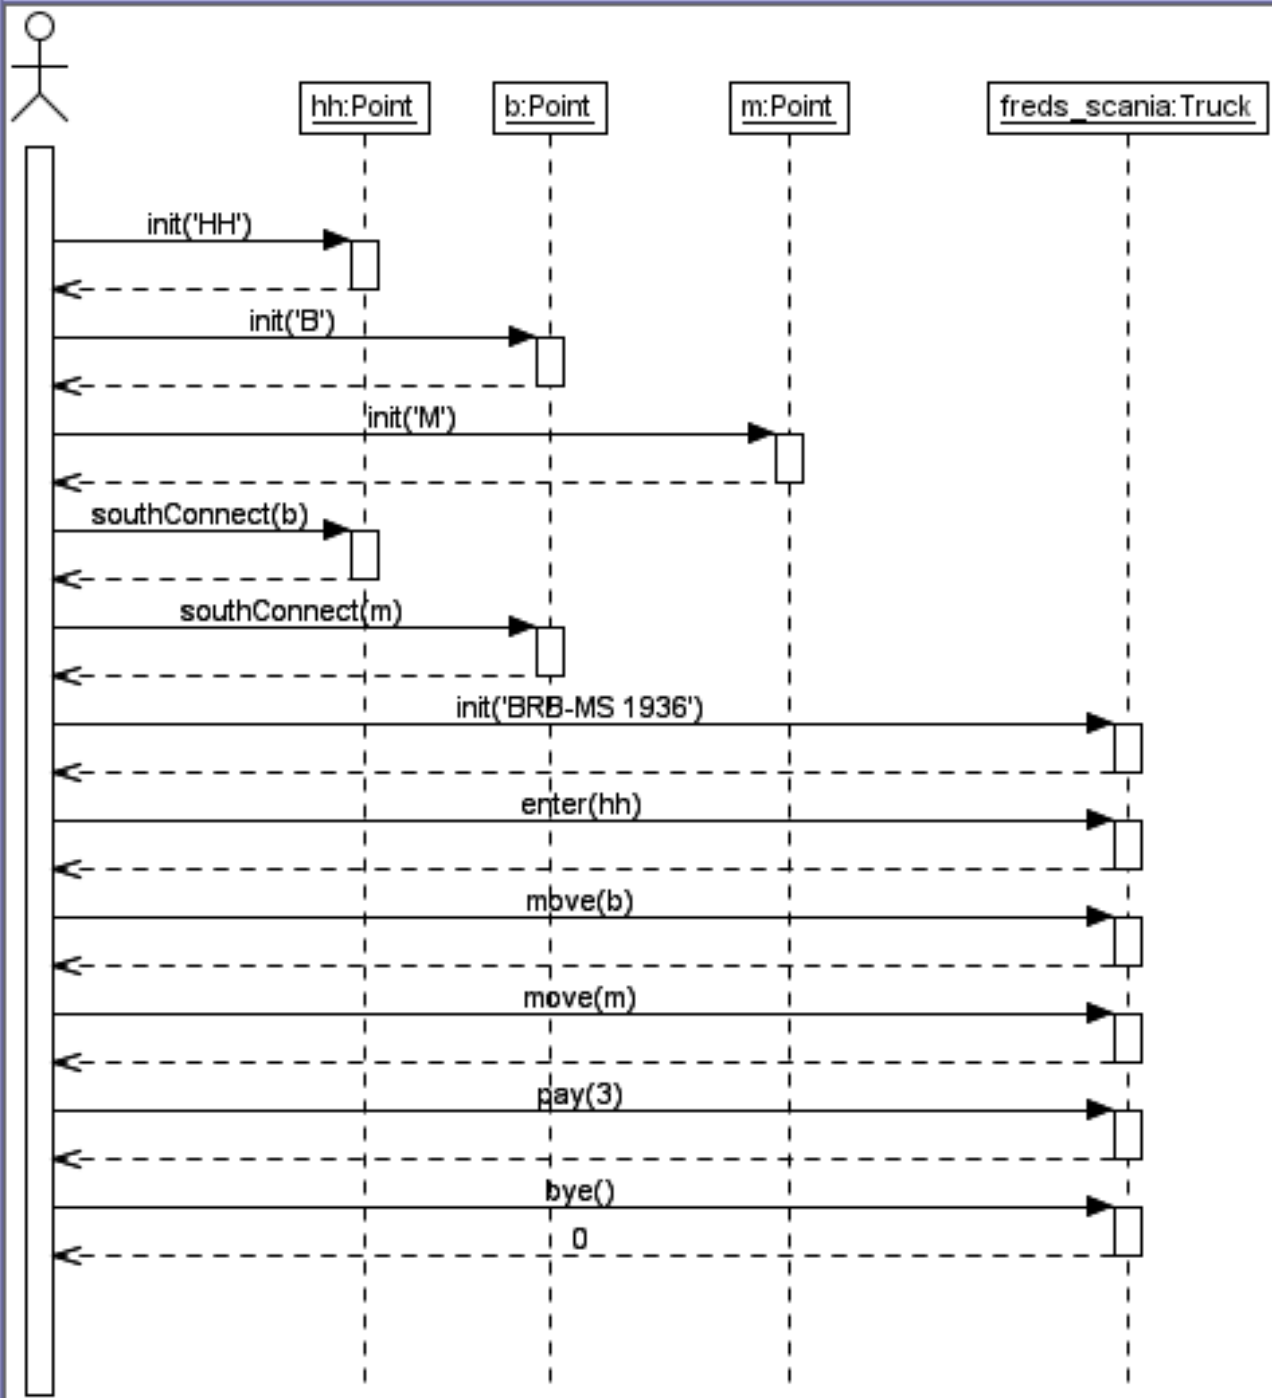 hh:Point b:Point m:Point freds_scania:Truck
init('HH')
init('B')
init('M')
southConnect(b)
southConnect(m)
init('BRB-MS 1936')
enter(hh)
move(b)
move(m)
pay(3)
bye()
0